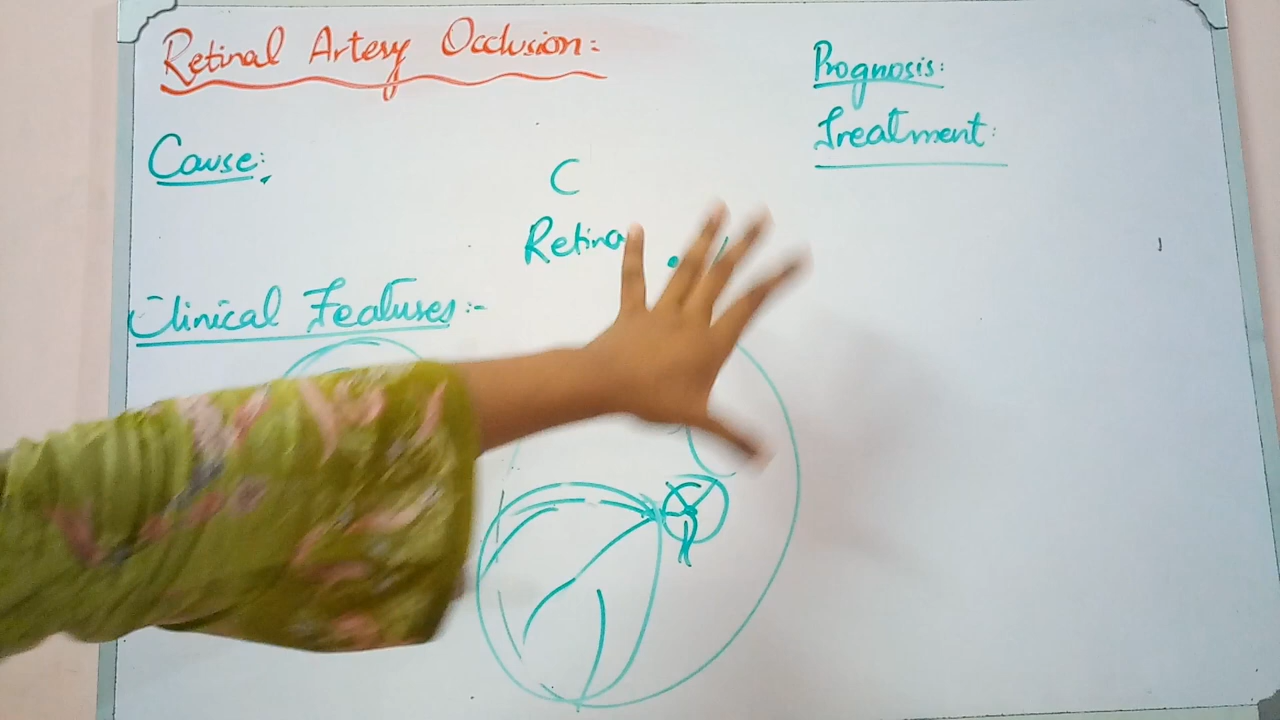 Retinal Artery Occlusion:
Cause:
C
Retina
Clinical Features:-
Prognosis:
Treatment: